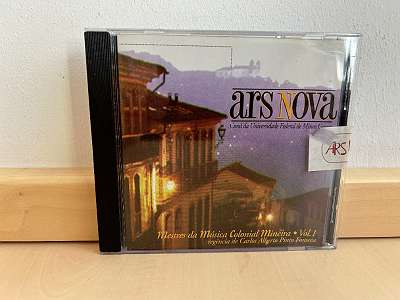 ars Nova
Coral da Universidade Federal de Minas
ARS
Mestres da Música Colonial Mineira • Vol. 1
regência de Carlos Alberto Pinto Fonseca